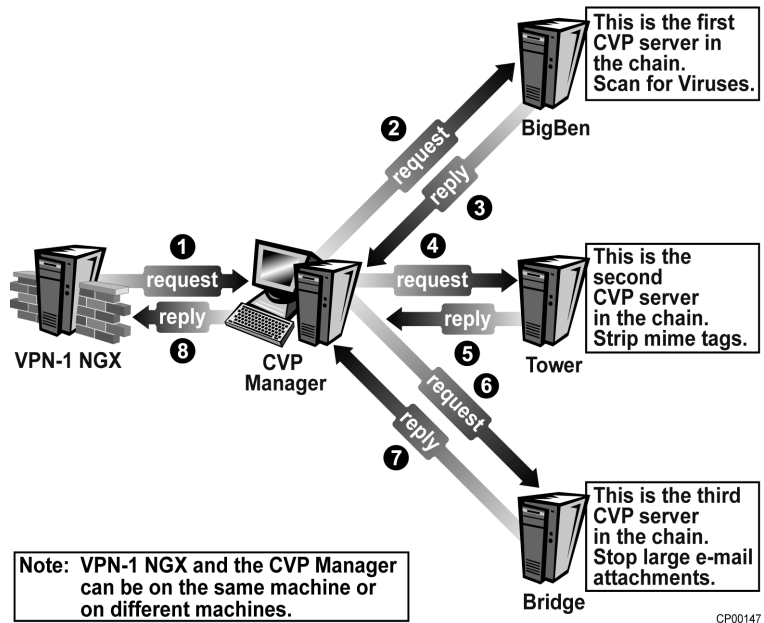 This is the first
CVP server in
the chain.
Scan for Viruses.
BigBen
2
request
reply
3
1
request
reply
8
VPN-1 NGX
CVP
Manager
4
request
reply
5
This is the
second
CVP server
in the chain.
Strip mime tags.
Tower
6
request
reply
7
This is the third
CVP server
in the chain.
Stop large e-mail
attachments.
Bridge
Note: VPN-1 NGX and the CVP Manager
can be on the same machine or
on different machines.
CP00147